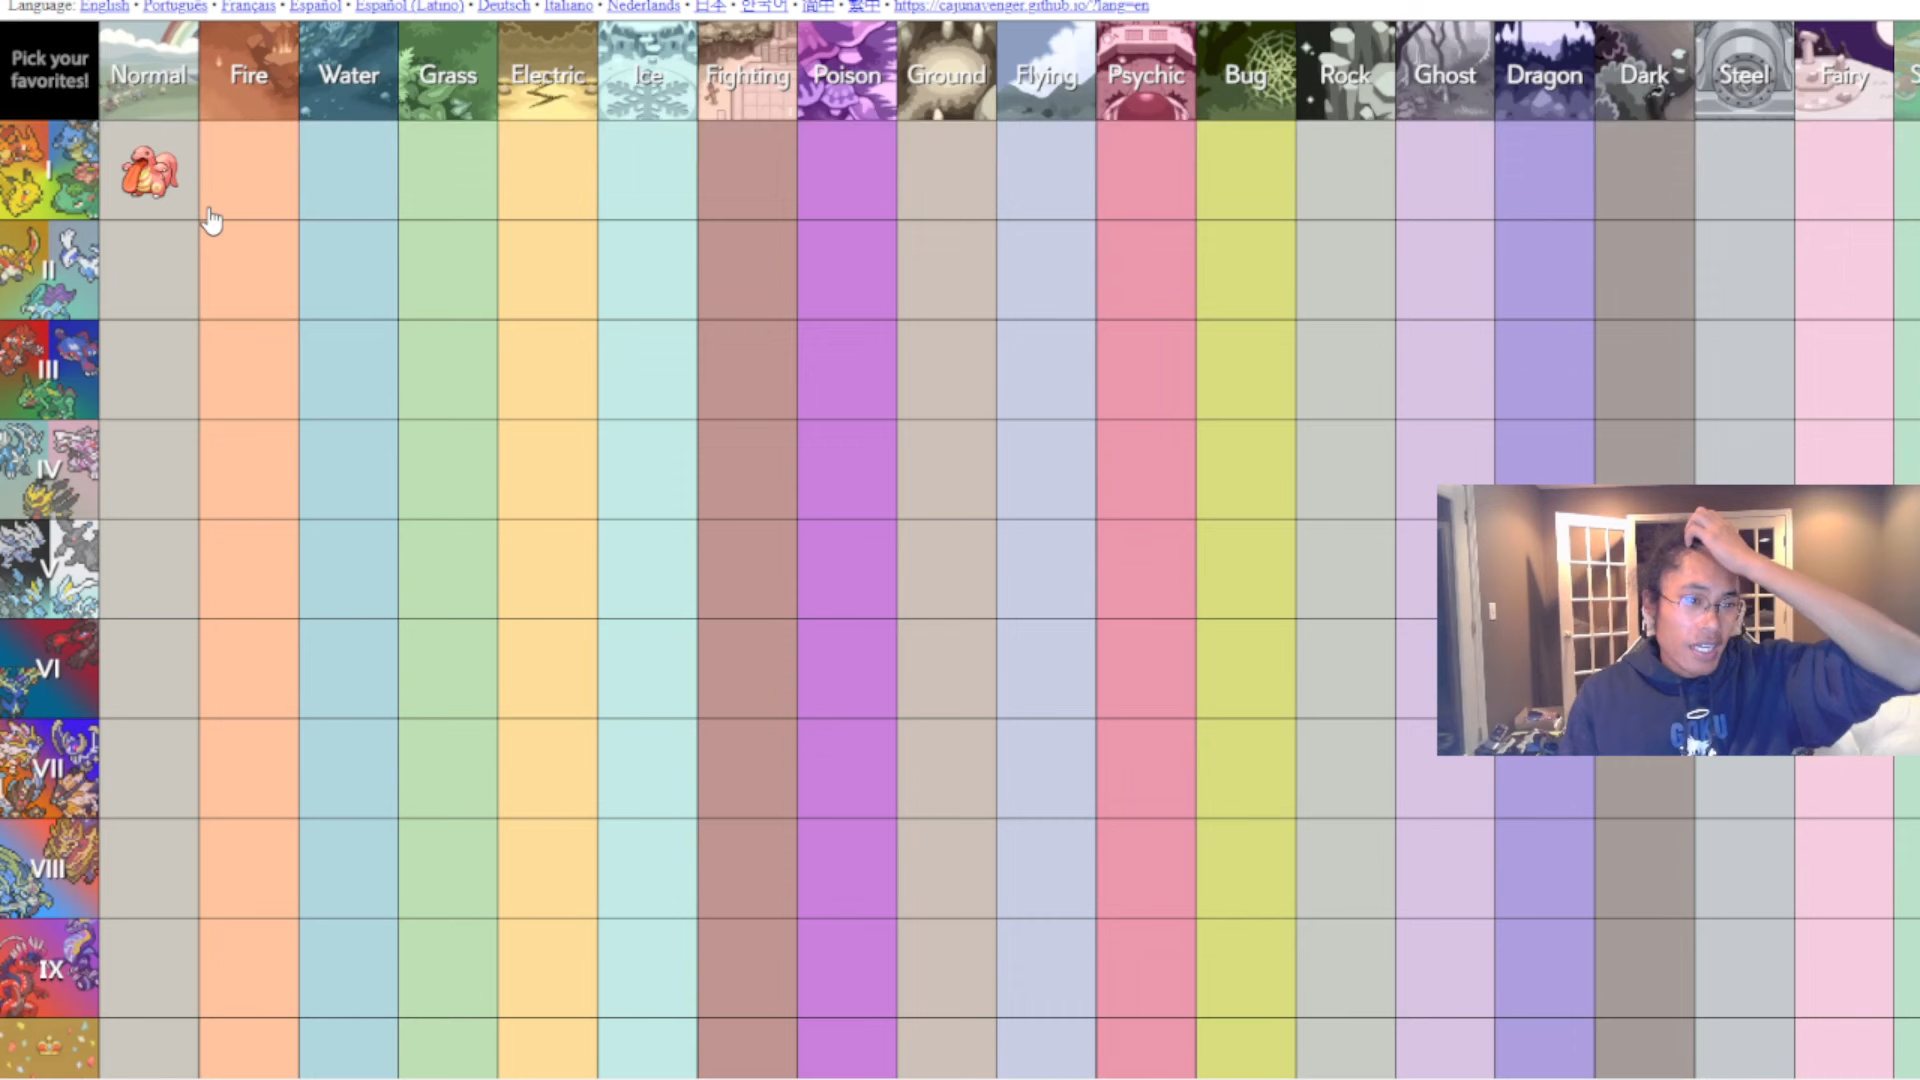 Language: English • Português • Français • Español • Español (Latino) • Deutsch • Italiano • Nederlands • 日本 • 한국어 • 简中 • 繁中 • https://cajunavenger.github.io/?lang=en
Pick your favorites! Normal Fire Water Grass Electric Ice Fighting Poison Ground Flying Psychic Bug Rock Ghost Dragon Dark Steel Fairy S
I
II
III
IV
V
VI
VII
VIII
IX
GOKU